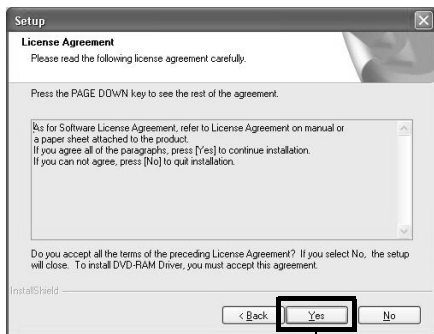 Setup
License Agreement
Please read the following license agreement carefully.
Press the PAGE DOWN key to see the rest of the agreement.
As for Software License Agreement, refer to License Agreement on manual or
a paper sheet attached to the product.
If you agree all of the paragraphs, press [Yes] to continue installation.
If you can not agree, press [No] to quit installation.
Do you accept all the terms of the preceding License Agreement? If you select No, the setup
will close. To install DVD-RAM Driver, you must accept this agreement.
InstallShield
< Back Yes No